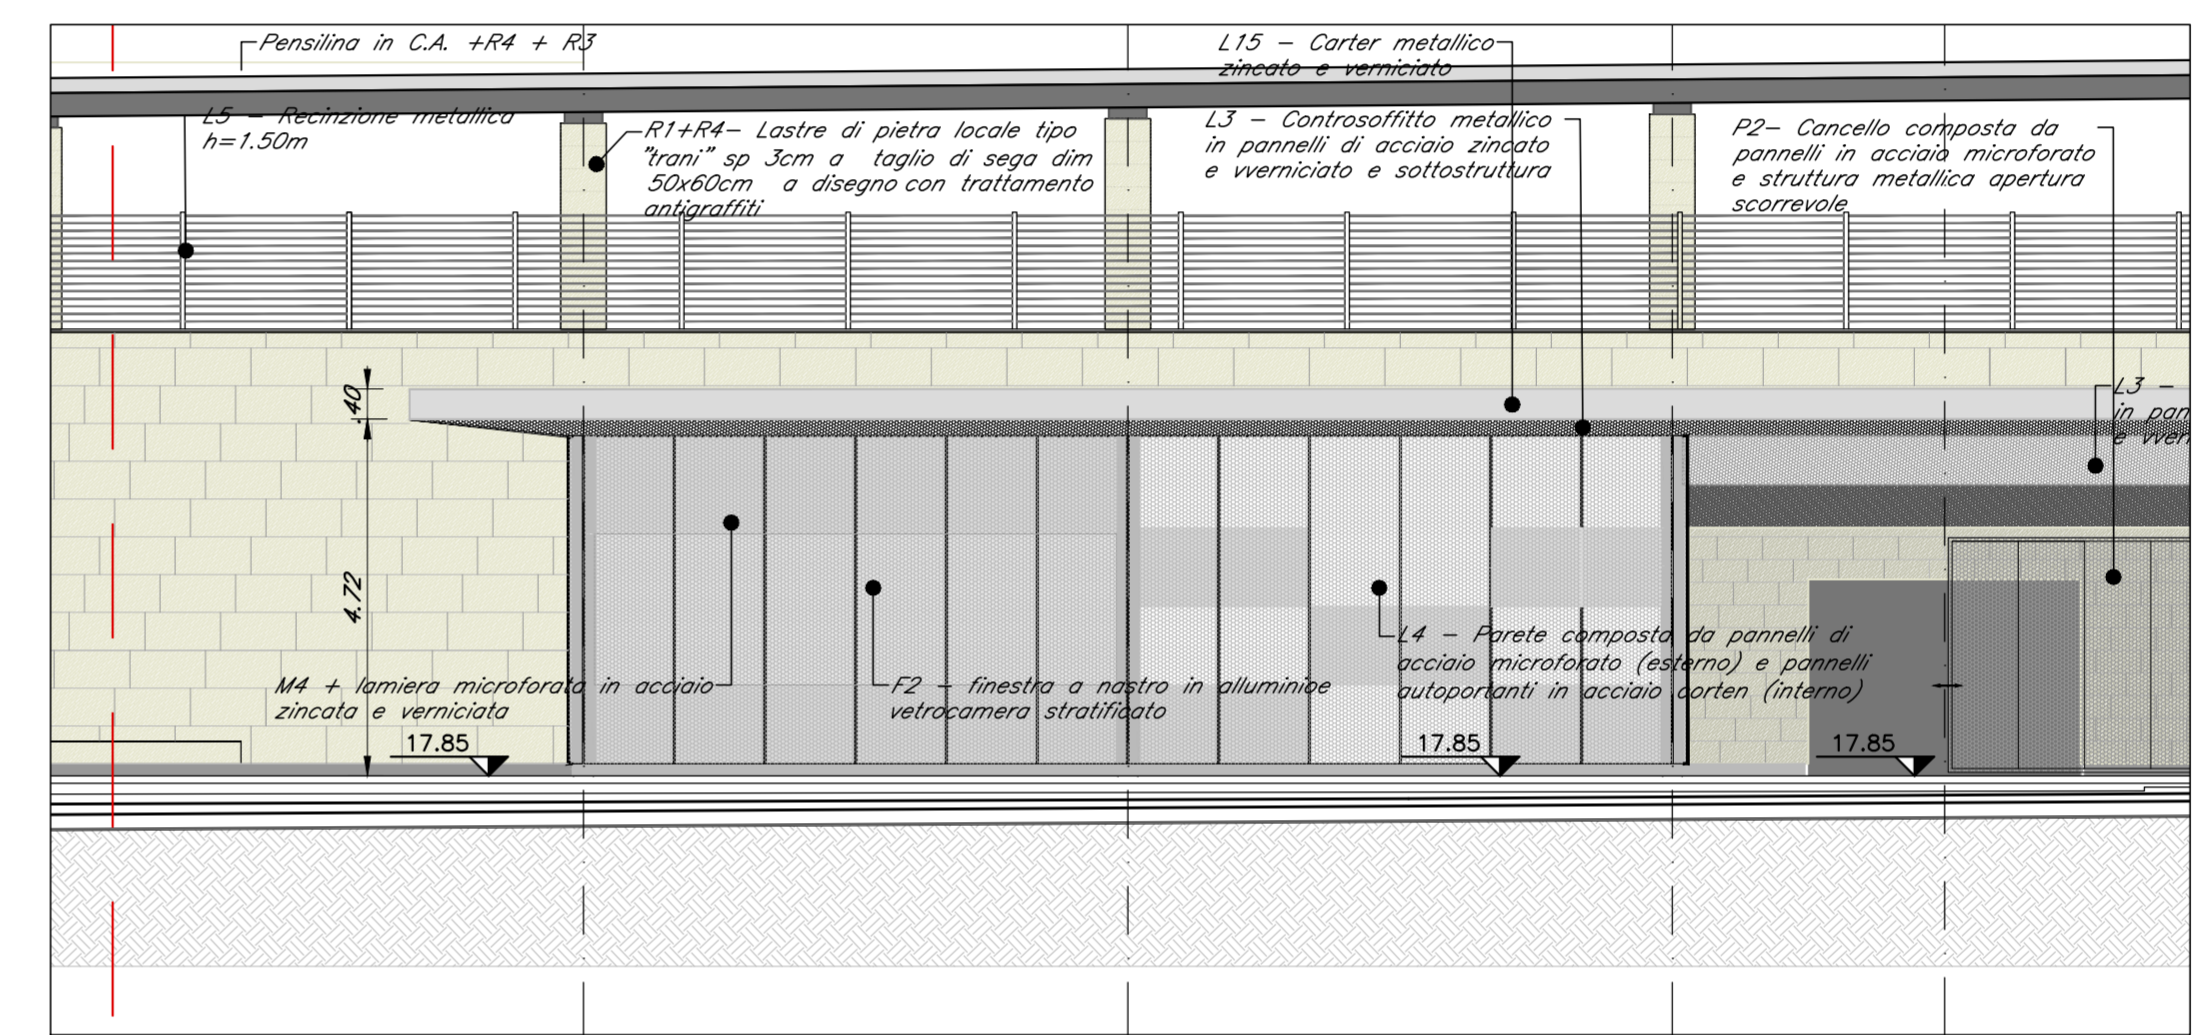 Pensilina in C.A. +R4 + R3
L15 - Carter metallico
zincato e verniciato
L5 - Recinzione metallica
h=1.50m
R1+R4- Lastre di pietra locale tipo
"trani" sp 3cm a taglio di sega dim
50x60cm a disegno con trattamento
antigraffiti
L3 - Controsoffitto metallico
in pannelli di acciaio zincato
e vverniciato e sottostruttura
P2- Cancello composta da
pannelli in acciaio microforato
e struttura metallica apertura
scorrevole
.40
4.72
L3 -
in pan
e vver
L4 - Parete composta da pannelli di
acciaio microforato (esterno) e pannelli
autoportanti in acciaio corten (interno)
M4 + lamiera microforata in acciaio
zincata e verniciata
F2 - finestra a nastro in alluminioe
vetrocamera stratificato
17.85
17.85
17.85